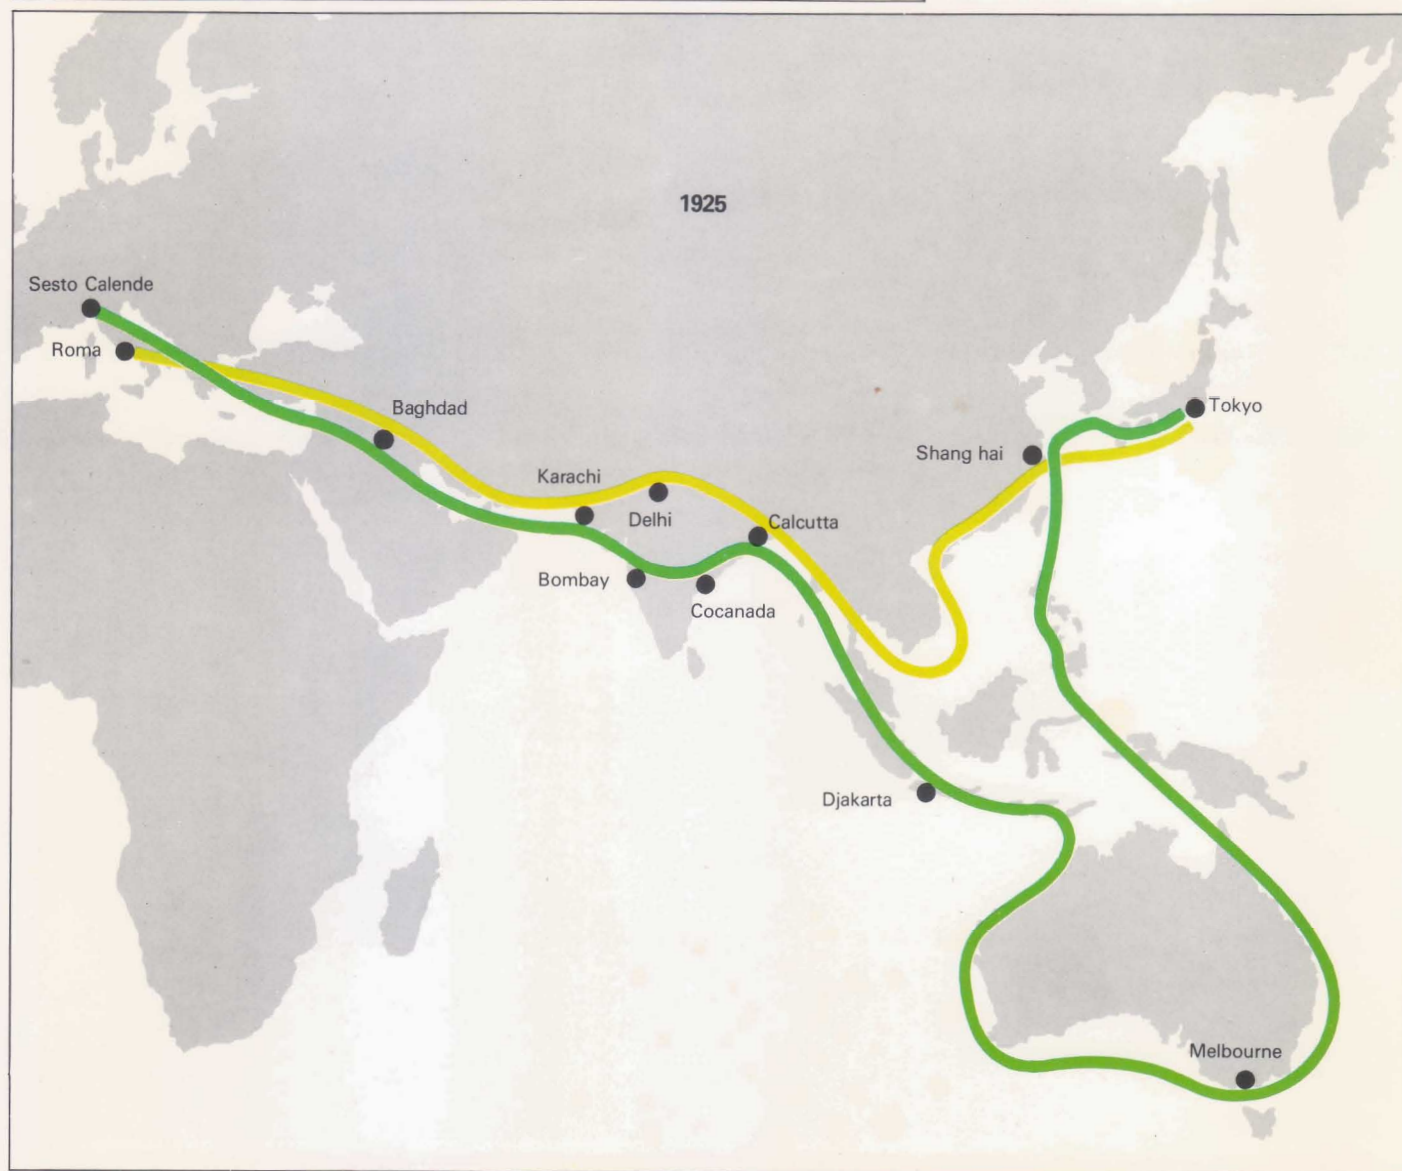 1925
Sesto Calende
Roma
Baghdad
Tokyo
Shang hai
Karachi
Delhi
Calcutta
Bombay
Cocanada
Djakarta
Melbourne